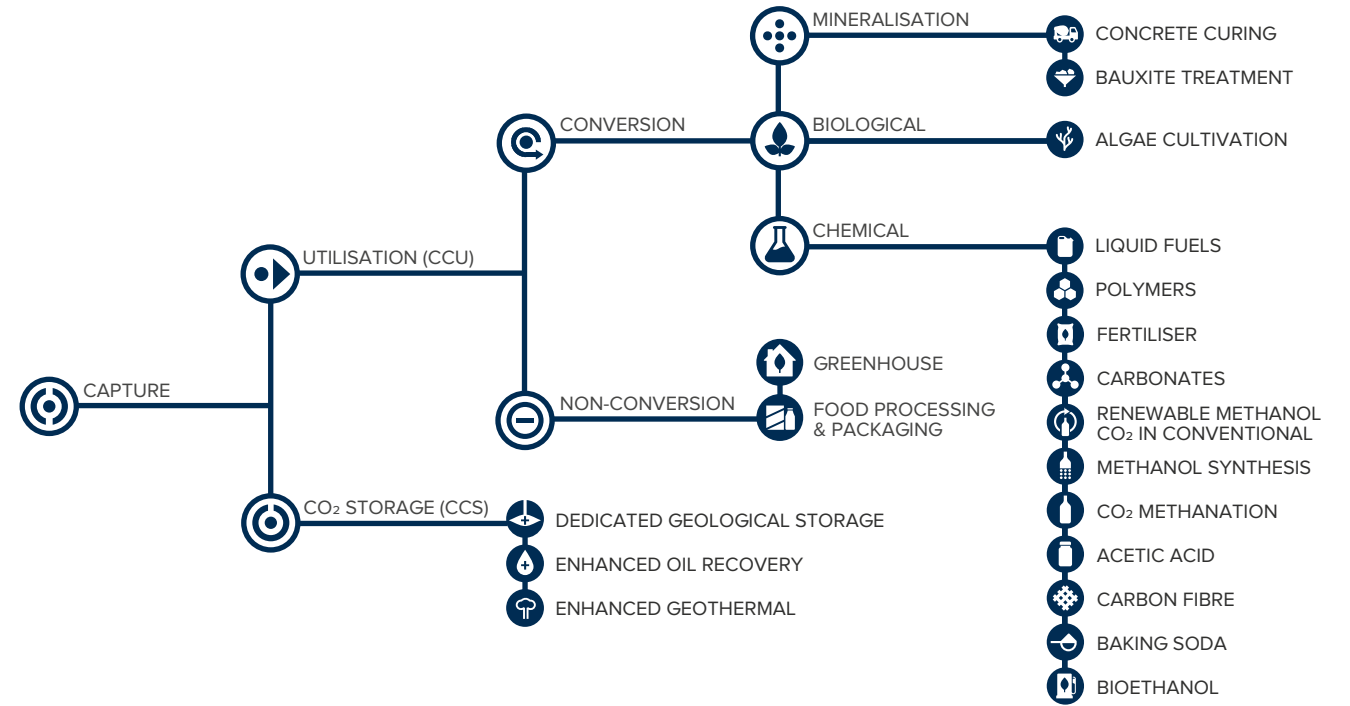 MINERALISATION
CONCRETE CURING
BAUXITE TREATMENT
CONVERSION
BIOLOGICAL
ALGAE CULTIVATION
CHEMICAL
LIQUID FUELS
UTILISATION (CCU)
POLYMERS
FERTILISER
GREENHOUSE
CARBONATES
CAPTURE
NON-CONVERSION
FOOD PROCESSING
& PACKAGING
RENEWABLE METHANOL
CO₂ IN CONVENTIONAL
METHANOL SYNTHESIS
CO₂ STORAGE (CCS)
DEDICATED GEOLOGICAL STORAGE
CO₂ METHANATION
ENHANCED OIL RECOVERY
ACETIC ACID
ENHANCED GEOTHERMAL
CARBON FIBRE
BAKING SODA
BIOETHANOL